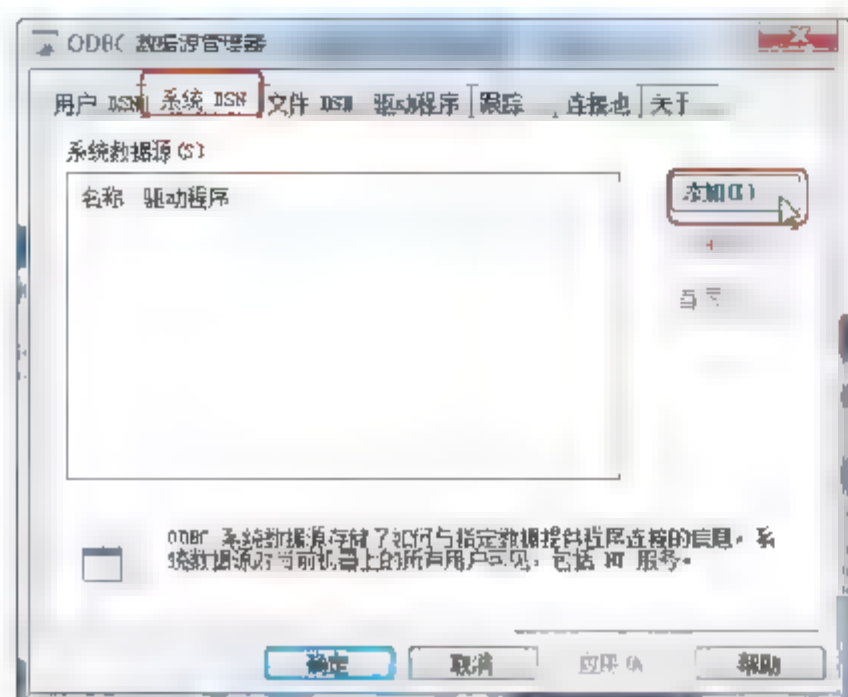 ODBC 数据源管理器
用户 DSN 系统 DSN 文件 DSN 驱动程序 跟踪 连接池 关于
系统数据源(S)
名称 驱动程序
添加(D)
ODBC 系统数据源存储了如何与指定数据提供程序连接的信息。系
统数据源对当前机器上的所有用户可见，包括 NT 服务。
确定 取消 应用(A) 帮助